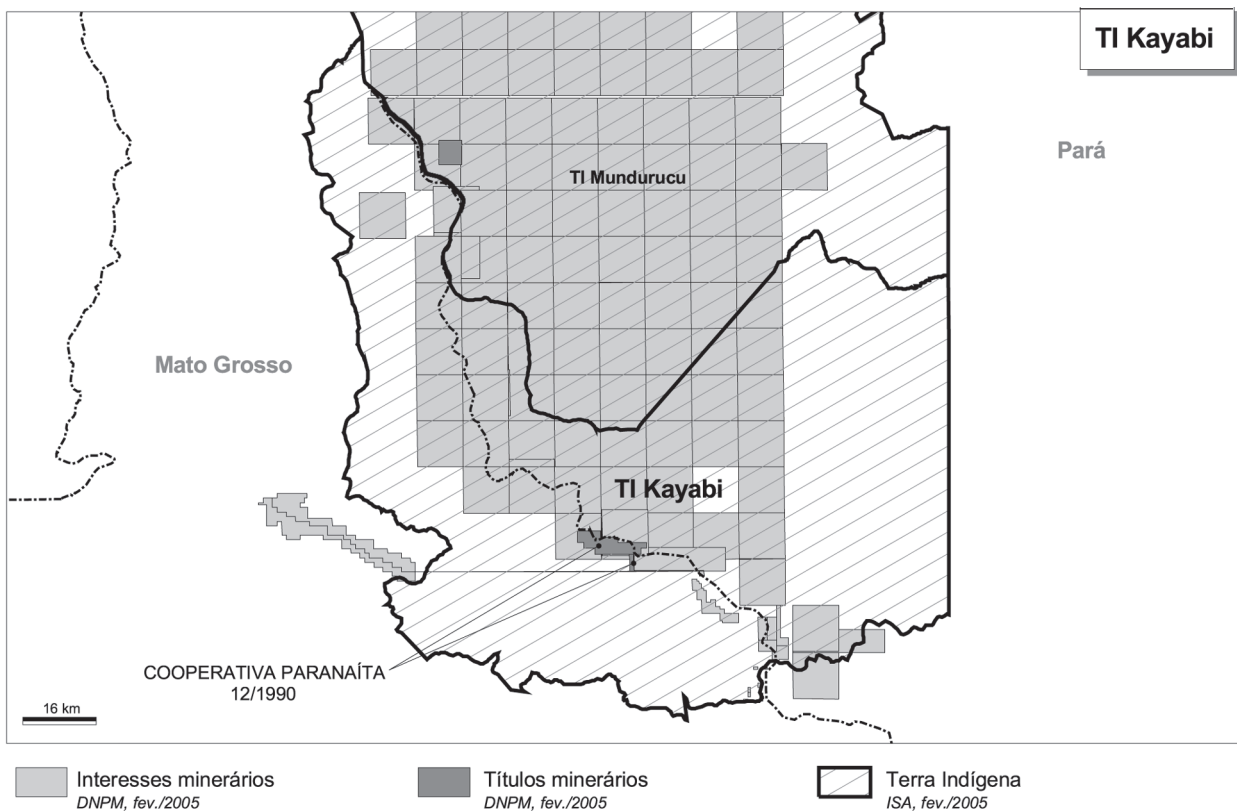 TI Kayabi
Pará
TI Mundurucu
Mato Grosso
TI Kayabi
COOPERATIVA PARANAÍTA
12/1990
16 km
Interesses minerários
DNPM, fev./2005
Títulos minerários
DNPM, fev./2005
Terra Indígena
ISA, fev./2005